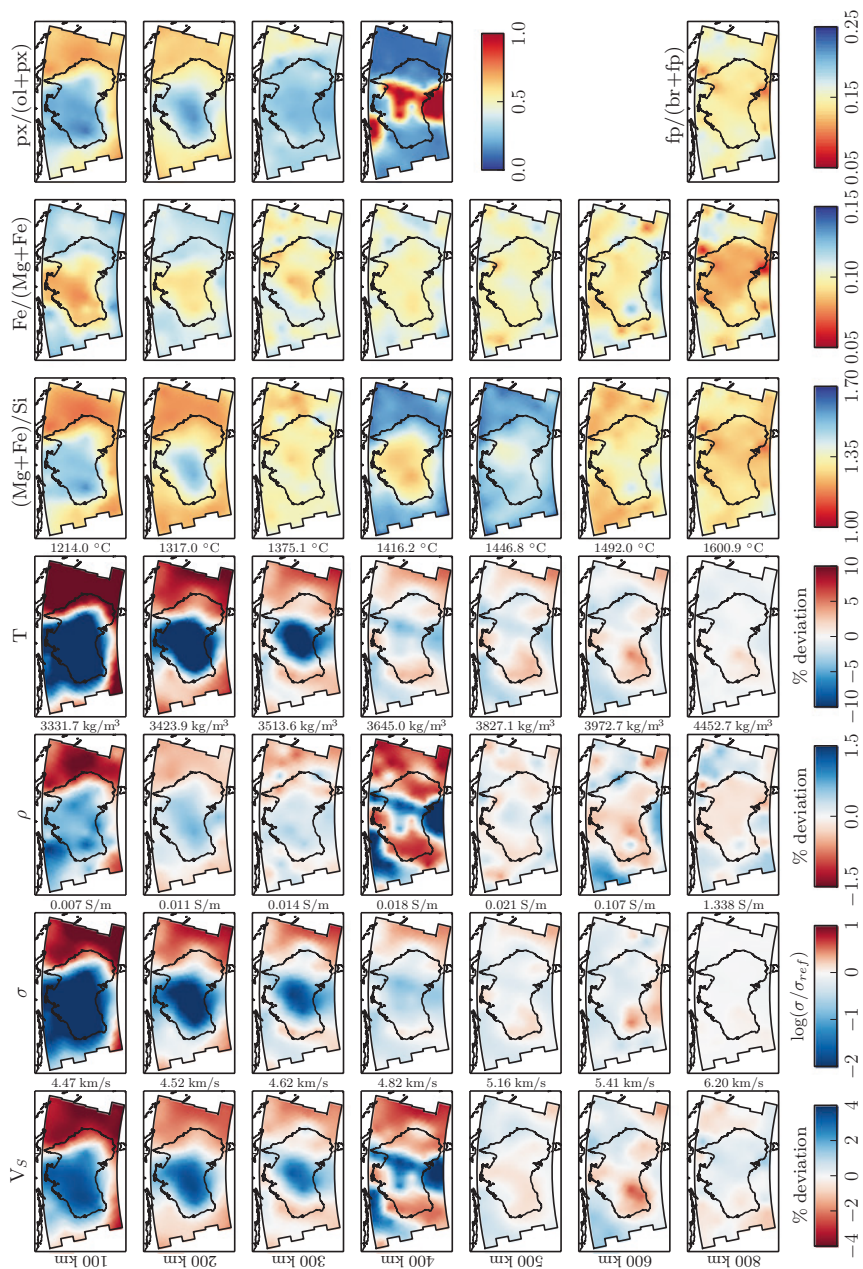 V_S σ ρ T (Mg+Fe)/Si Fe/(Mg+Fe) px/(ol+px)
100 km 4.47 km/s 0.007 S/m 3331.7 kg/m³ 1214.0 °C
200 km 4.52 km/s 0.011 S/m 3423.9 kg/m³ 1317.0 °C
300 km 4.62 km/s 0.014 S/m 3513.6 kg/m³ 1375.1 °C
400 km 4.82 km/s 0.018 S/m 3645.0 kg/m³ 1416.2 °C
0.0 0.5 1.0
500 km 5.16 km/s 0.021 S/m 3827.1 kg/m³ 1446.8 °C
600 km 5.41 km/s 0.107 S/m 3972.7 kg/m³ 1492.0 °C
fp/(br+fp)
800 km 6.20 km/s 1.338 S/m 4452.7 kg/m³ 1600.9 °C
% deviation log(σ/σ_ref) % deviation % deviation
−4 −2 0 2 4 −2 −1 0 1 −1.5 0.0 1.5 −10 −5 0 5 10 1.00 1.35 1.70 0.05 0.10 0.15 0.05 0.15 0.25